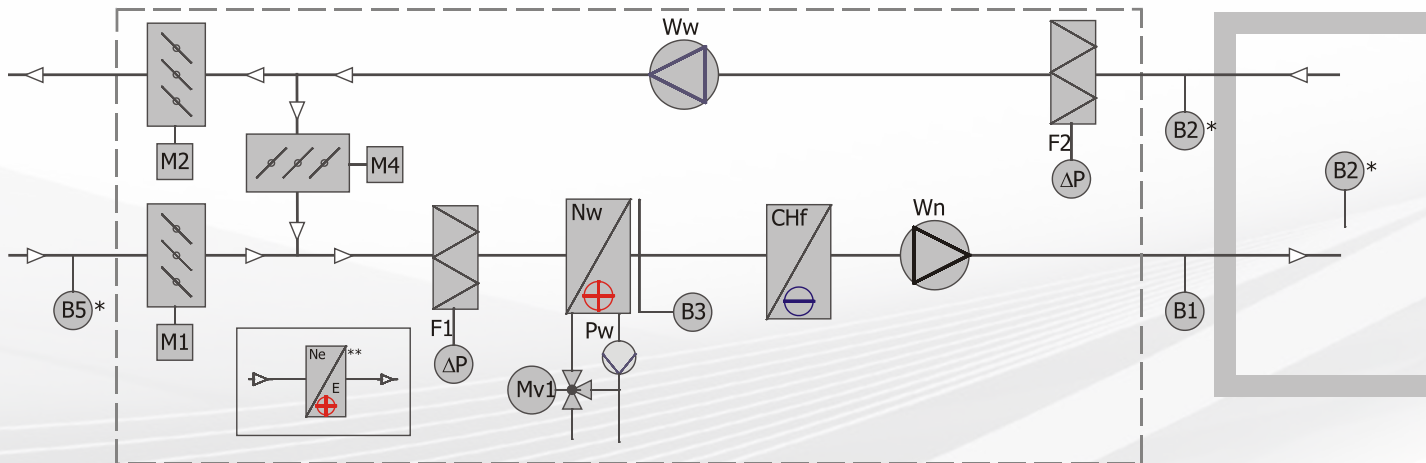 Ww
F2
ΔP
B2*
B2*
M2
M4
M1
B5*
F1
ΔP
Nw
B3
Pw
Mv1
CHf
Wn
B1
Ne
**
E